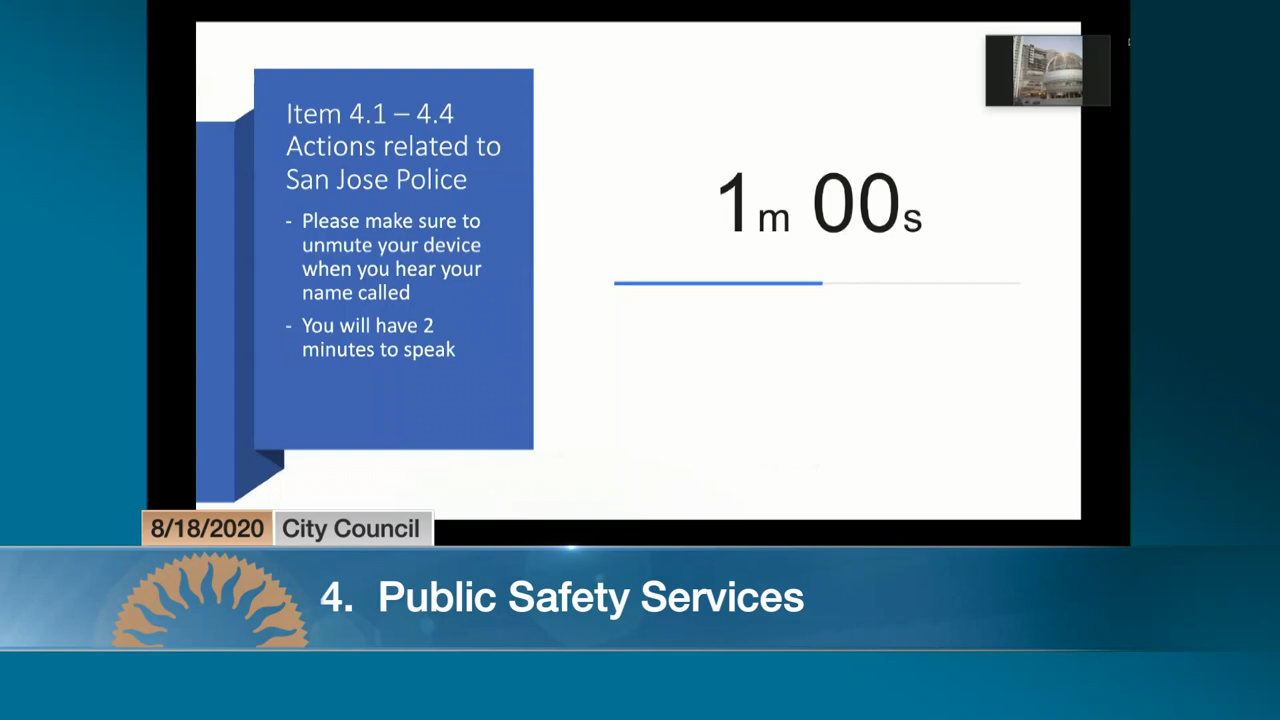 Item 4.1 – 4.4
Actions related to
San Jose Police
- Please make sure to
unmute your device
when you hear your
name called
- You will have 2
minutes to speak
1m 00s
8/18/2020 City Council
4. Public Safety Services